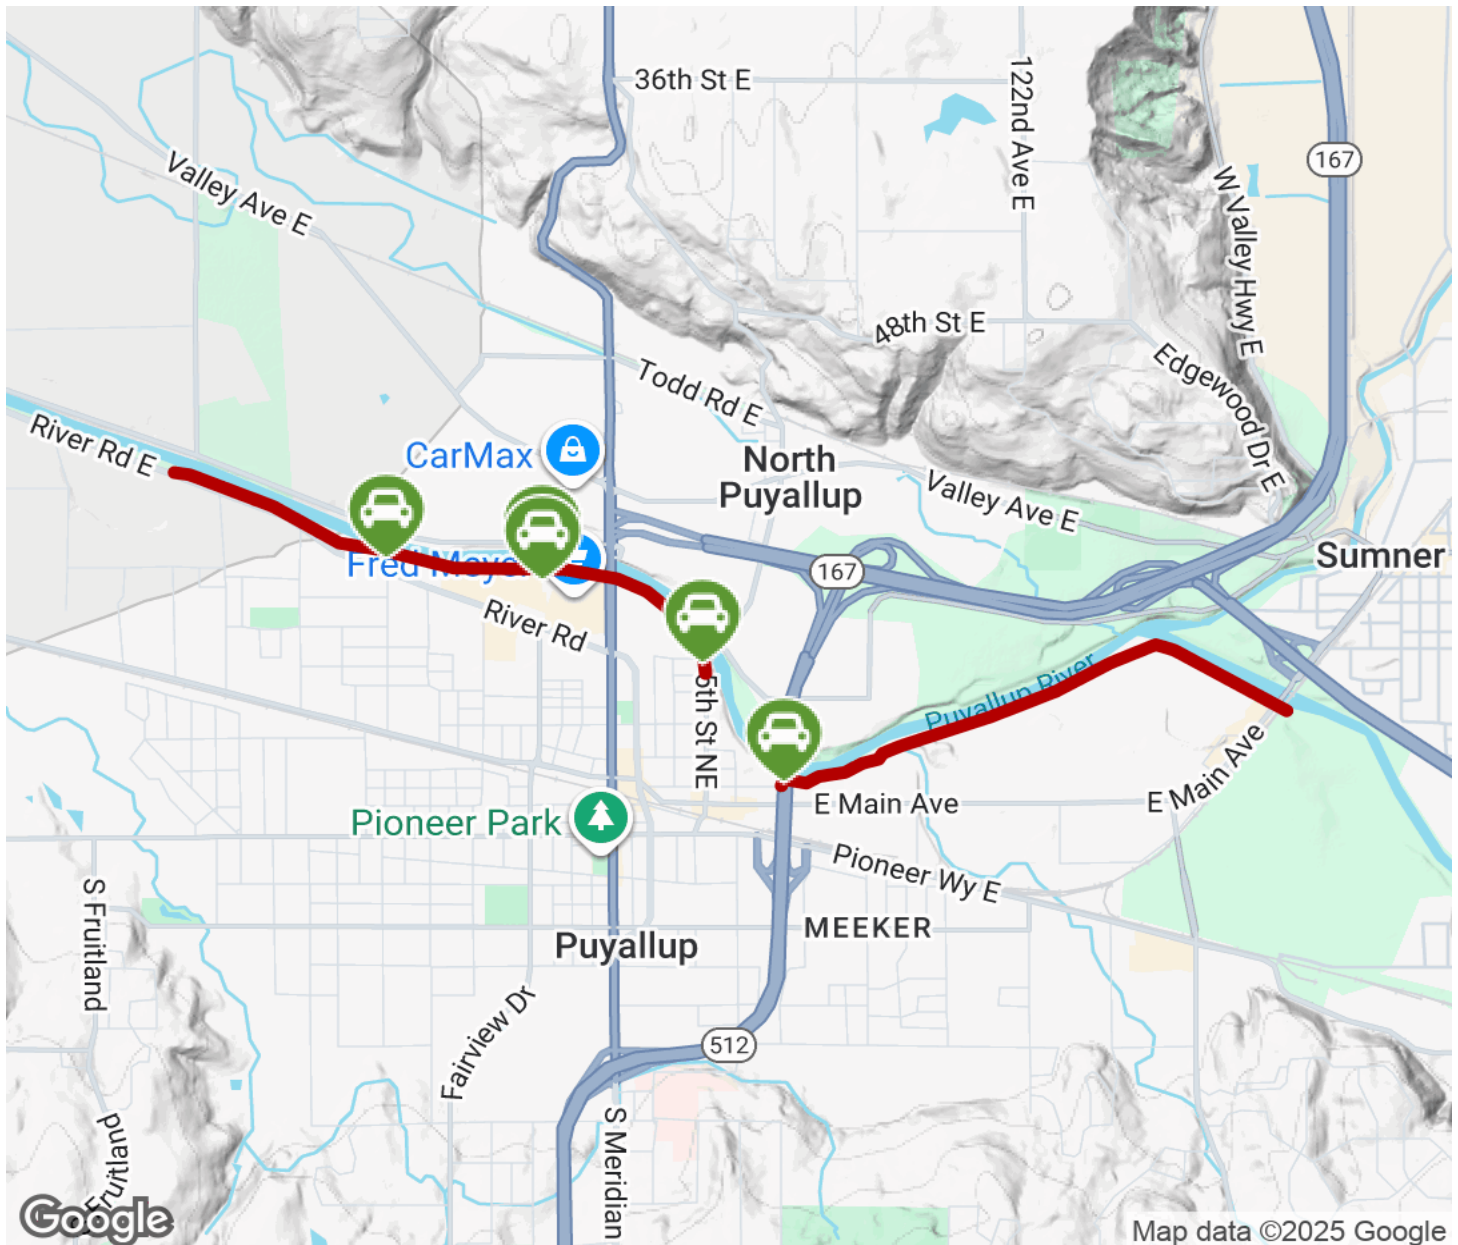 36th St E
122nd Ave E
167
Valley Ave E
W Valley Hwy E
48th St E
Edgewood Dr E
Todd Rd E
River Rd E
CarMax
North
Puyallup
Valley Ave E
Fred Meye
167
Sumner
River Rd
5th St NE
Puyallup River
E Main Ave
E Main Ave
Pioneer Park
Pioneer Wy E
S Fruitland
MEEKER
Puyallup
Fairview Dr
512
S Meridian
S Fruitland
Google
Map data ©2025 Google